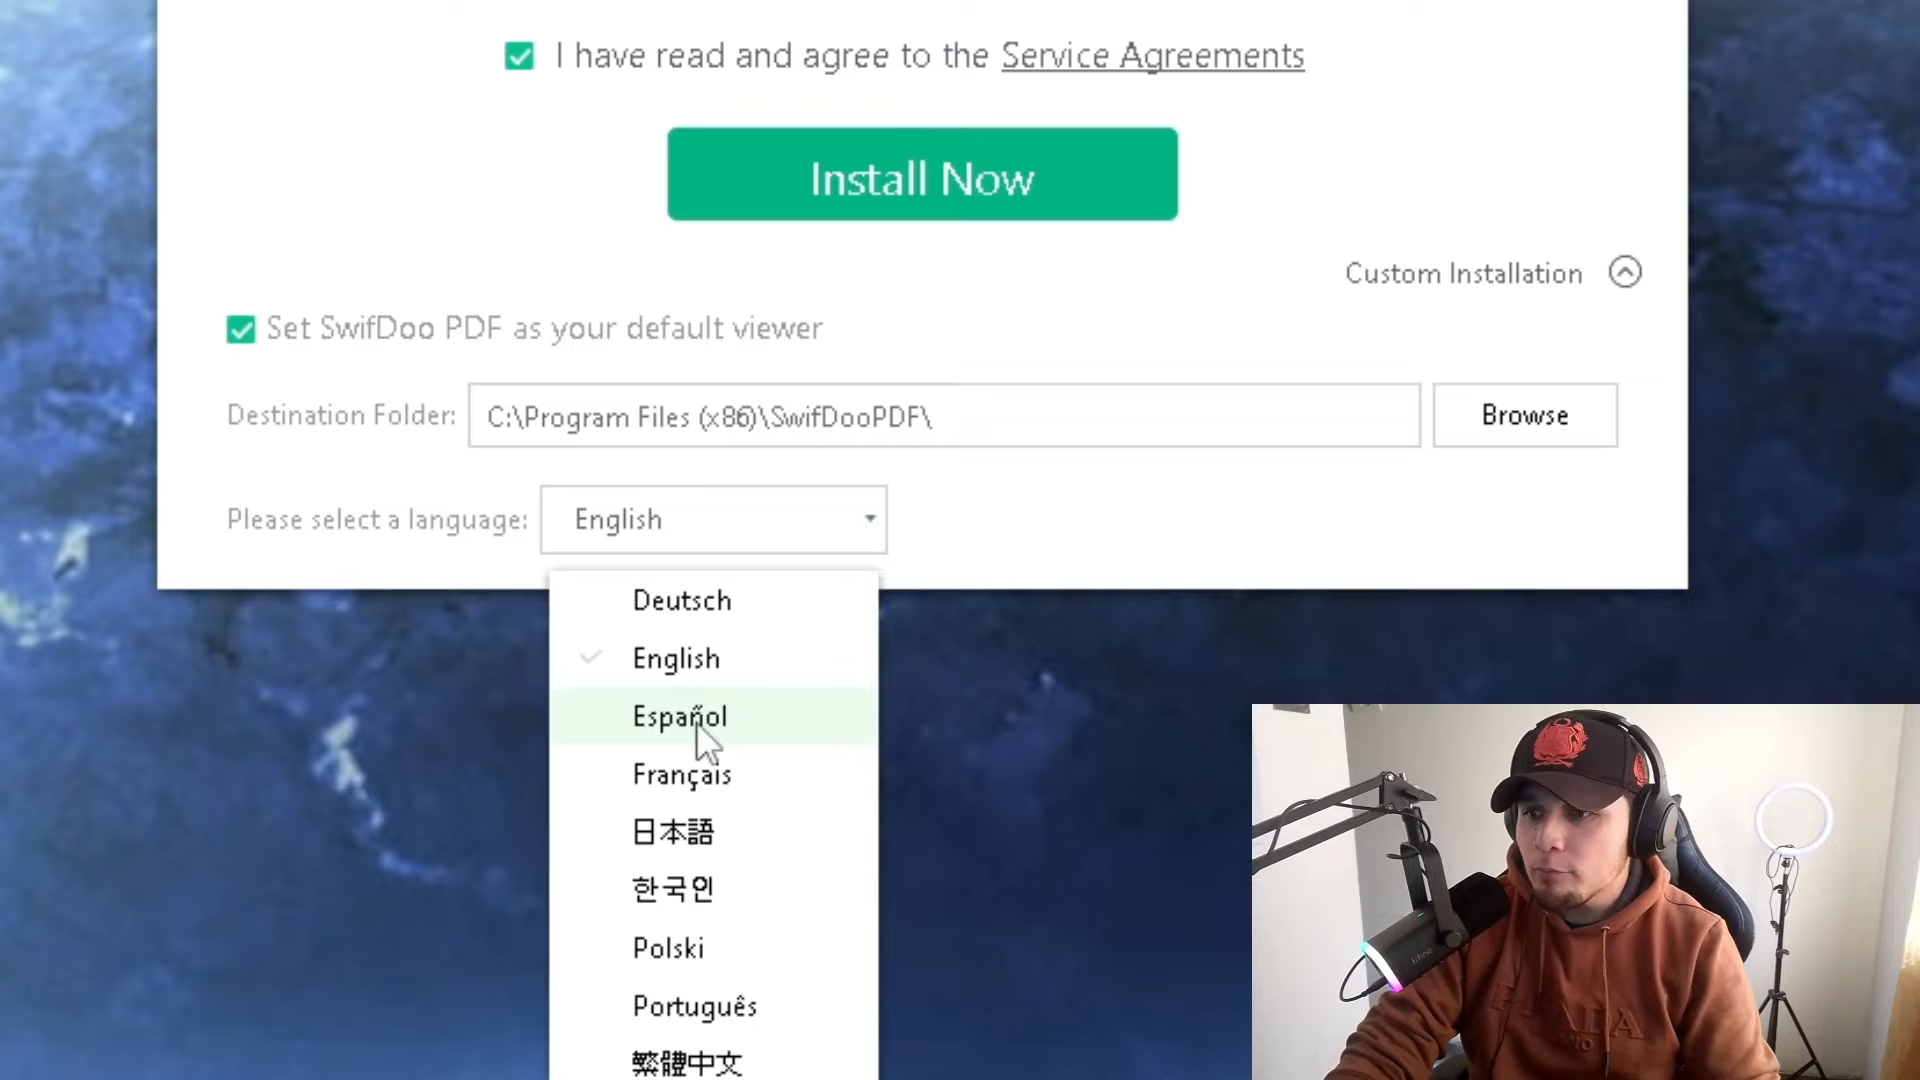 I have read and agree to the Service Agreements
Install Now
Custom Installation
Set SwifDoo PDF as your default viewer
Destination Folder: C:\Program Files (x86)\SwifDooPDF\ Browse
Please select a language: English
Deutsch
English
Español
Français
日本語
한국인
Polski
Português
繁體中文
fifine